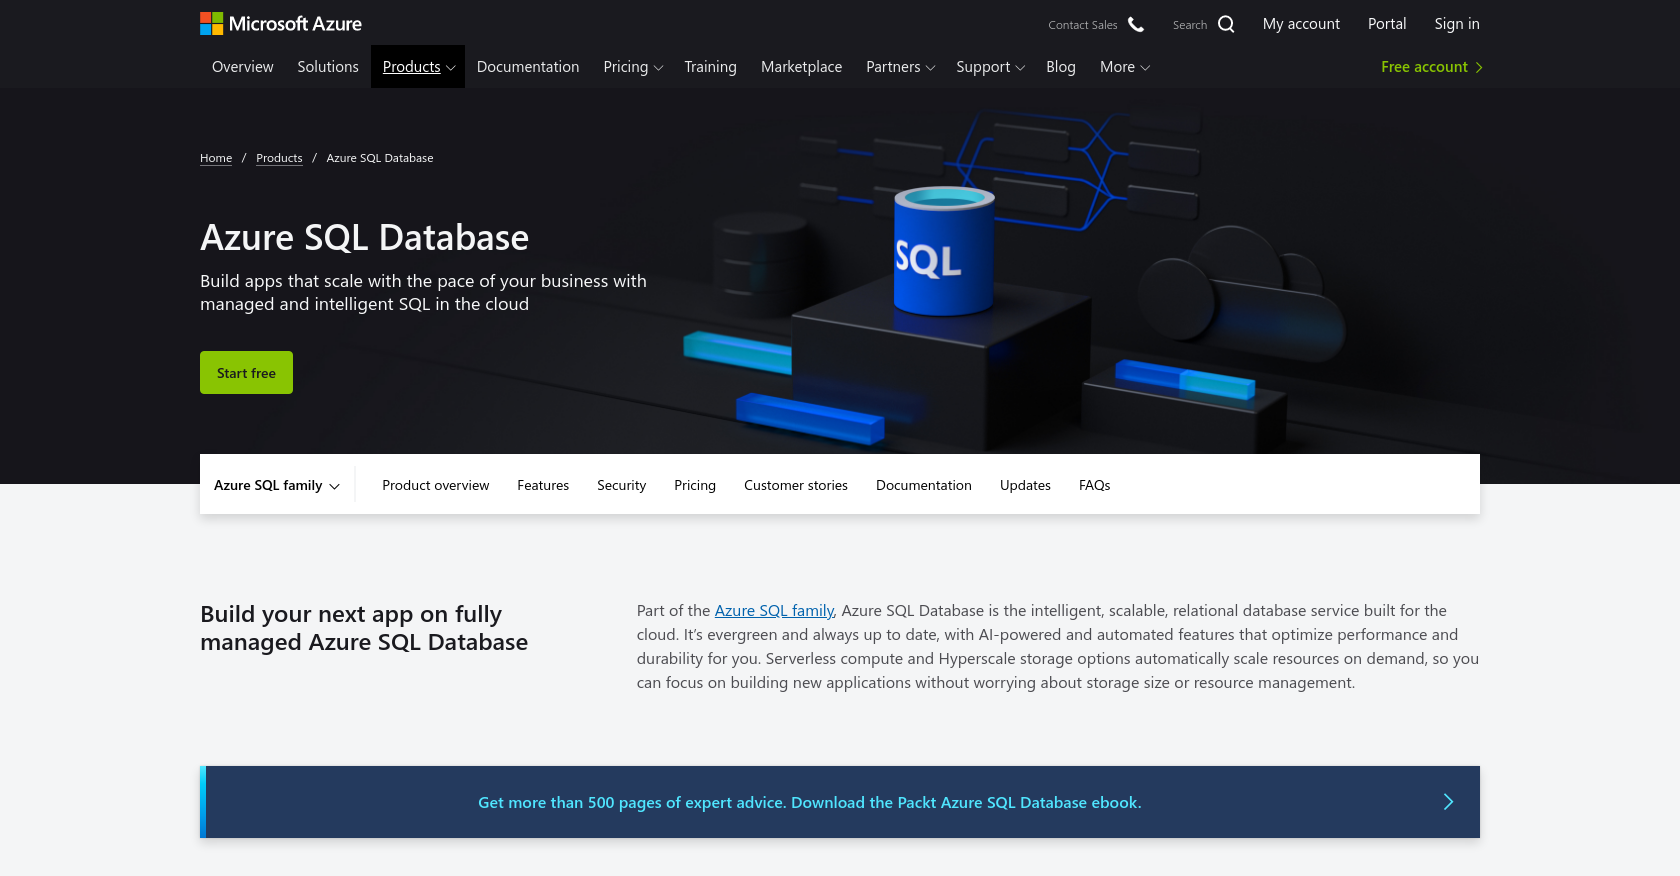 Microsoft Azure
Contact Sales
Search
My account
Portal
Sign in
Overview
Solutions
Products
Documentation
Pricing
Training
Marketplace
Partners
Support
Blog
More
Free account
Home / Products / Azure SQL Database
Azure SQL Database
Build apps that scale with the pace of your business with
managed and intelligent SQL in the cloud
SQL
Start free
Azure SQL family
Product overview
Features
Security
Pricing
Customer stories
Documentation
Updates
FAQs
Build your next app on fully
managed Azure SQL Database
Part of the Azure SQL family, Azure SQL Database is the intelligent, scalable, relational database service built for the
cloud. It’s evergreen and always up to date, with AI-powered and automated features that optimize performance and
durability for you. Serverless compute and Hyperscale storage options automatically scale resources on demand, so you
can focus on building new applications without worrying about storage size or resource management.
Get more than 500 pages of expert advice. Download the Packt Azure SQL Database ebook.